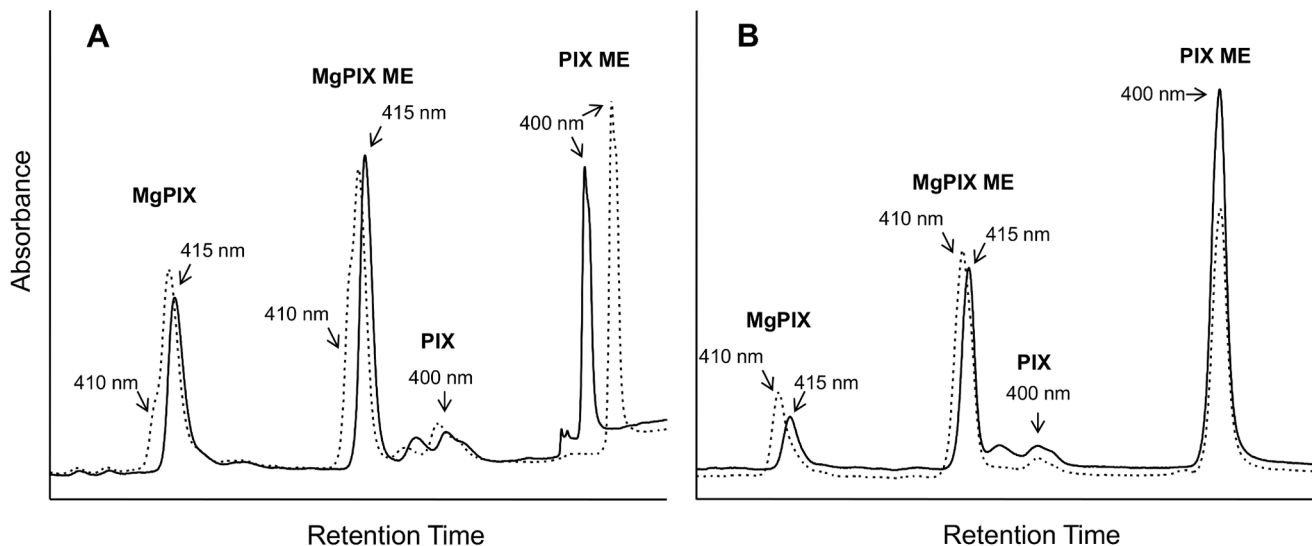 A
MgPIX
410 nm
415 nm
MgPIX ME
415 nm
410 nm
PIX
400 nm
PIX ME
400 nm
Absorbance
Retention Time
B
MgPIX
410 nm
415 nm
MgPIX ME
410 nm
415 nm
PIX
400 nm
PIX ME
400 nm
Retention Time